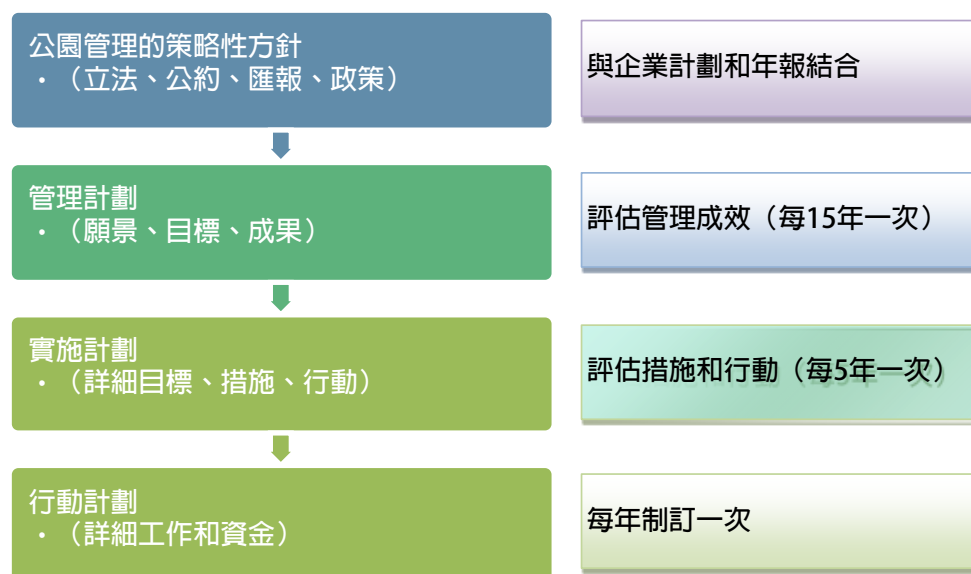 公園管理的策略性方針
・（立法、公約、匯報、政策）
與企業計劃和年報結合
管理計劃
・（願景、目標、成果）
評估管理成效（每15年一次）
實施計劃
・（詳細目標、措施、行動）
評估措施和行動（每5年一次）
行動計劃
・（詳細工作和資金）
每年制訂一次